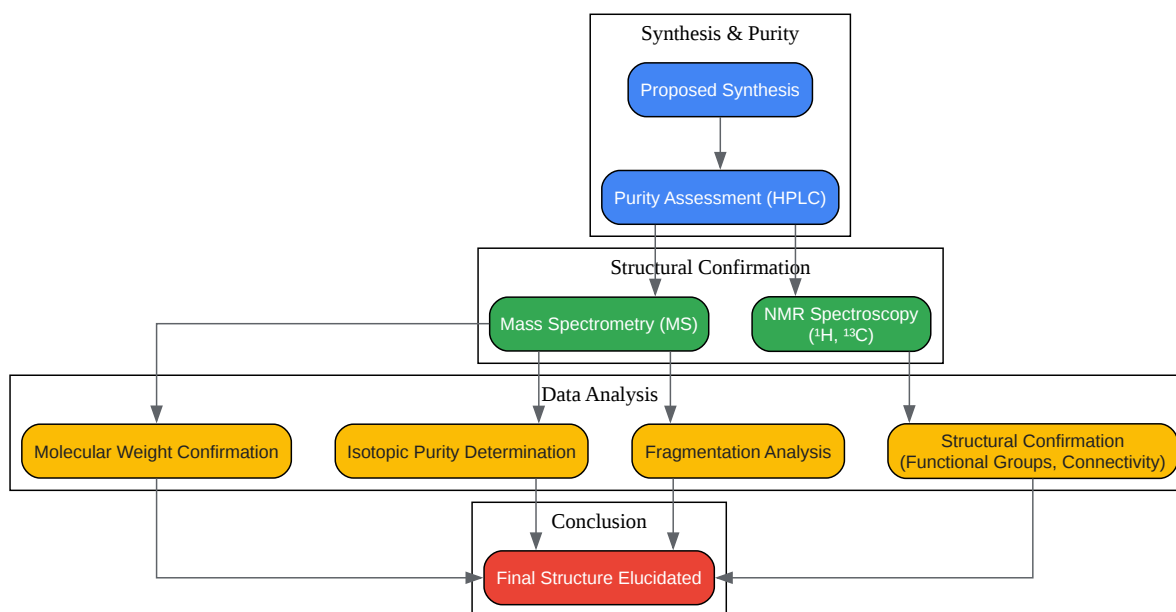 Synthesis & Purity
Proposed Synthesis
Purity Assessment (HPLC)
Structural Confirmation
Mass Spectrometry (MS)
NMR Spectroscopy
(¹H, ¹³C)
Data Analysis
Molecular Weight Confirmation
Isotopic Purity Determination
Fragmentation Analysis
Structural Confirmation
(Functional Groups, Connectivity)
Conclusion
Final Structure Elucidated